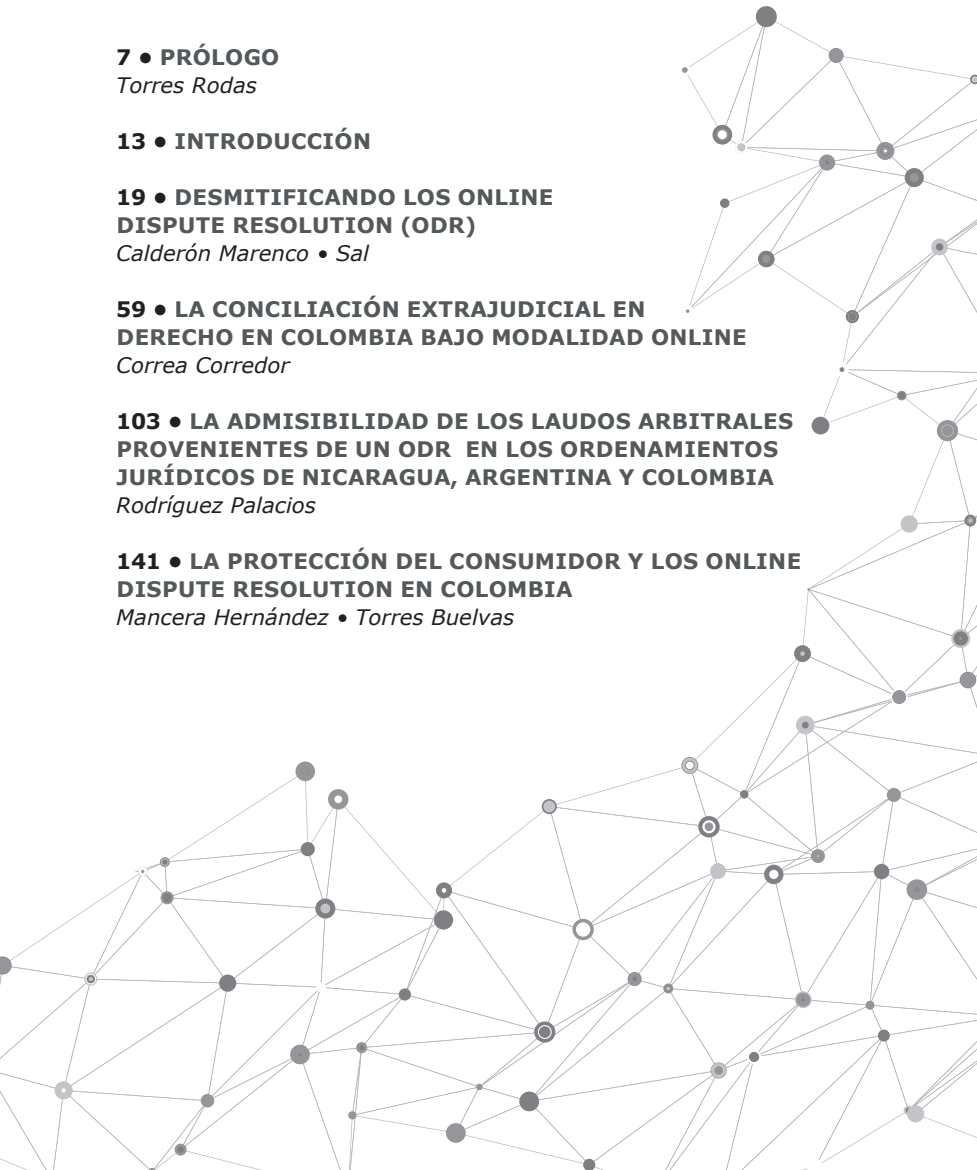 7 • PRÓLOGO
Torres Rodas
13 • INTRODUCCIÓN
19 • DESMITIFICANDO LOS ONLINE
DISPUTE RESOLUTION (ODR)
Calderón Marenco • Sal
59 • LA CONCILIACIÓN EXTRAJUDICIAL EN
DERECHO EN COLOMBIA BAJO MODALIDAD ONLINE
Correa Corredor
103 • LA ADMISIBILIDAD DE LOS LAUDOS ARBITRALES
PROVENIENTES DE UN ODR EN LOS ORDENAMIENTOS
JURÍDICOS DE NICARAGUA, ARGENTINA Y COLOMBIA
Rodríguez Palacios
141 • LA PROTECCIÓN DEL CONSUMIDOR Y LOS ONLINE
DISPUTE RESOLUTION EN COLOMBIA
Mancera Hernández • Torres Buelvas